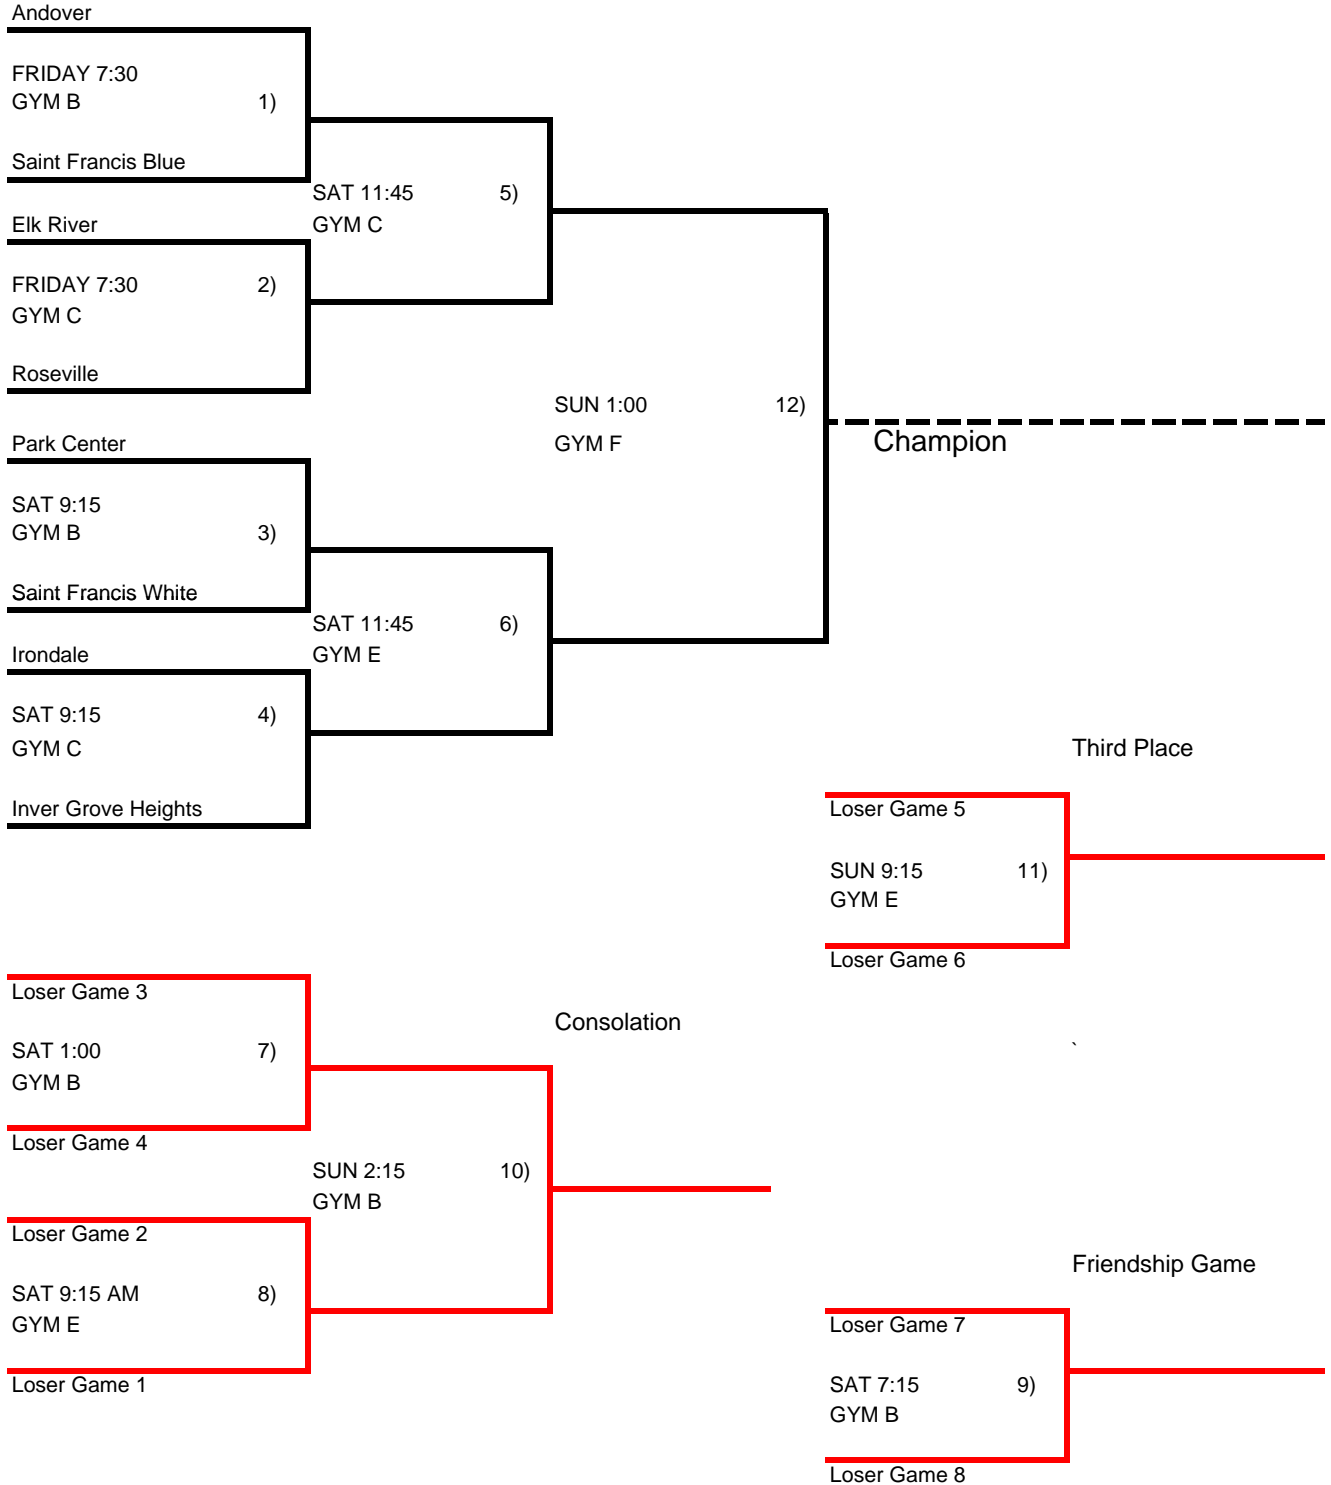 Andover
FRIDAY 7:30
GYM B 1)
Saint Francis Blue
SAT 11:45 5)
GYM C
Elk River
FRIDAY 7:30 2)
GYM C
Roseville
SUN 1:00 12)
GYM F
Champion
Park Center
SAT 9:15
GYM B 3)
Saint Francis White
SAT 11:45 6)
GYM E
Irondale
SAT 9:15 4)
GYM C
Inver Grove Heights
Third Place
Loser Game 5
SUN 9:15 11)
GYM E
Loser Game 6
Loser Game 3
SAT 1:00 7)
GYM B
Loser Game 4
Consolation
`
SUN 2:15 10)
GYM B
Loser Game 2
SAT 9:15 AM 8)
GYM E
Loser Game 1
Friendship Game
Loser Game 7
SAT 7:15 9)
GYM B
Loser Game 8